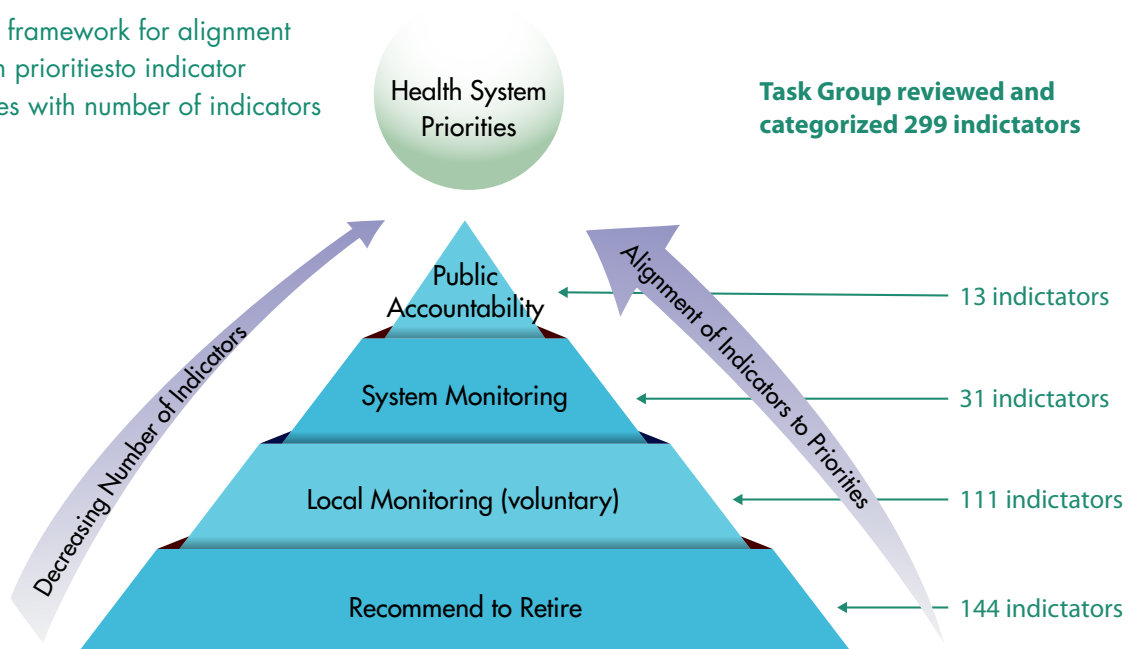 framework for alignment
prioritiesto indicator
with number of indicators
Health System
Priorities
Task Group reviewed and
categorized 299 indictators
Public
Accountability
13 indictators
System Monitoring
31 indictators
Local Monitoring (voluntary)
111 indictators
Recommend to Retire
144 indictators
Decreasing Number of Indicators
Alignment of Indicators to Priorities